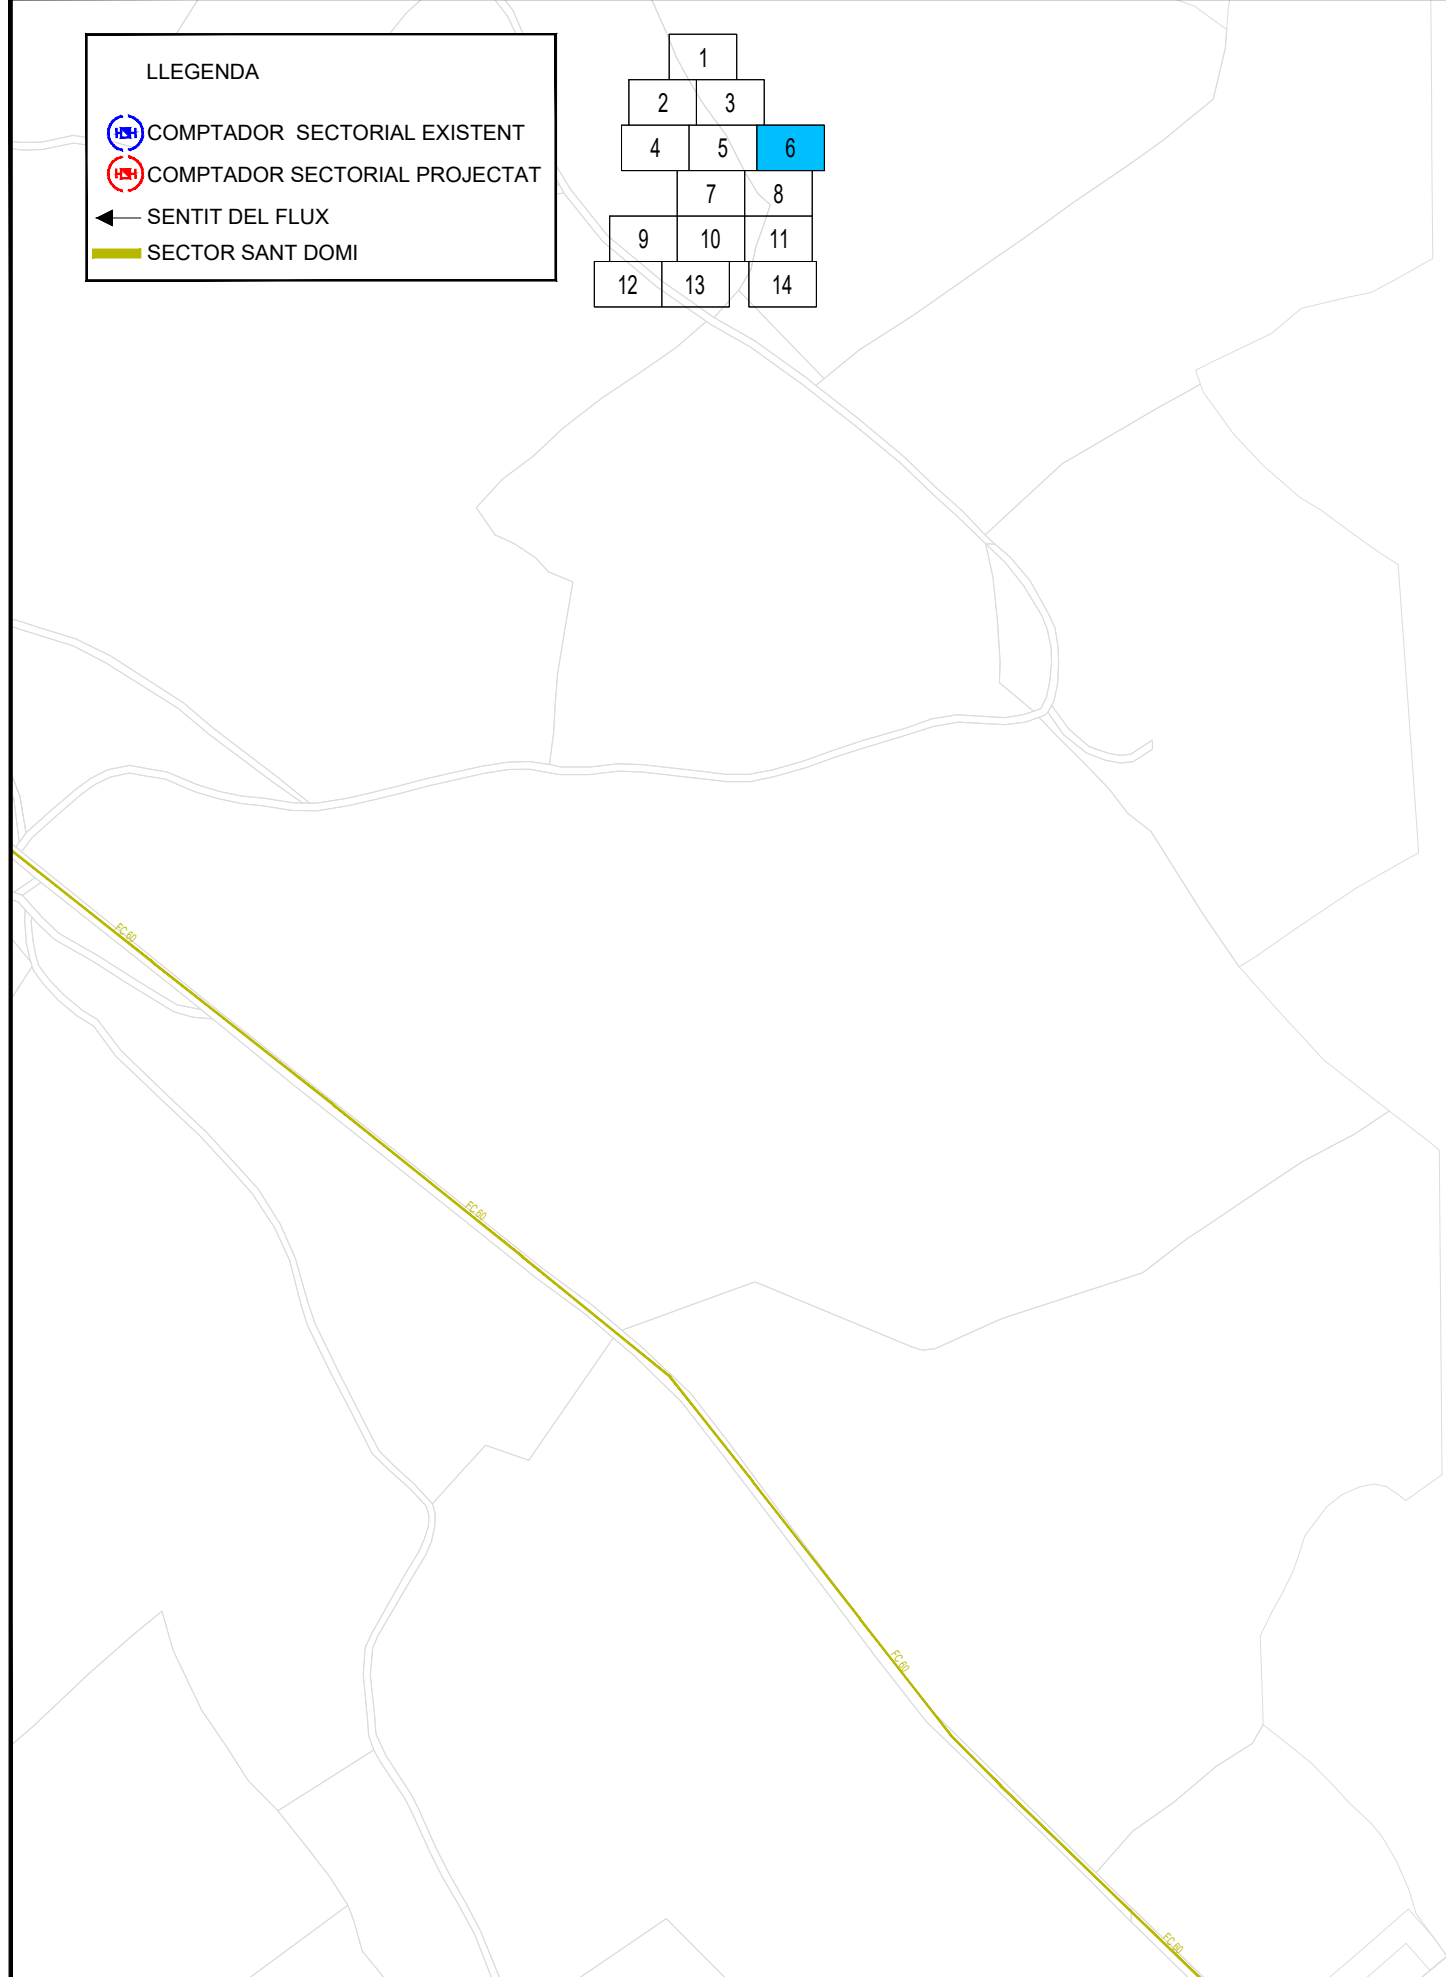 LLEGENDA
COMPTADOR SECTORIAL EXISTENT
COMPTADOR SECTORIAL PROJECTAT
SENTIT DEL FLUX
SECTOR SANT DOMI
1
2 3
4 5 6
7 8
9 10 11
12 13 14
FC 60
FC 60
FC 60
FC 60